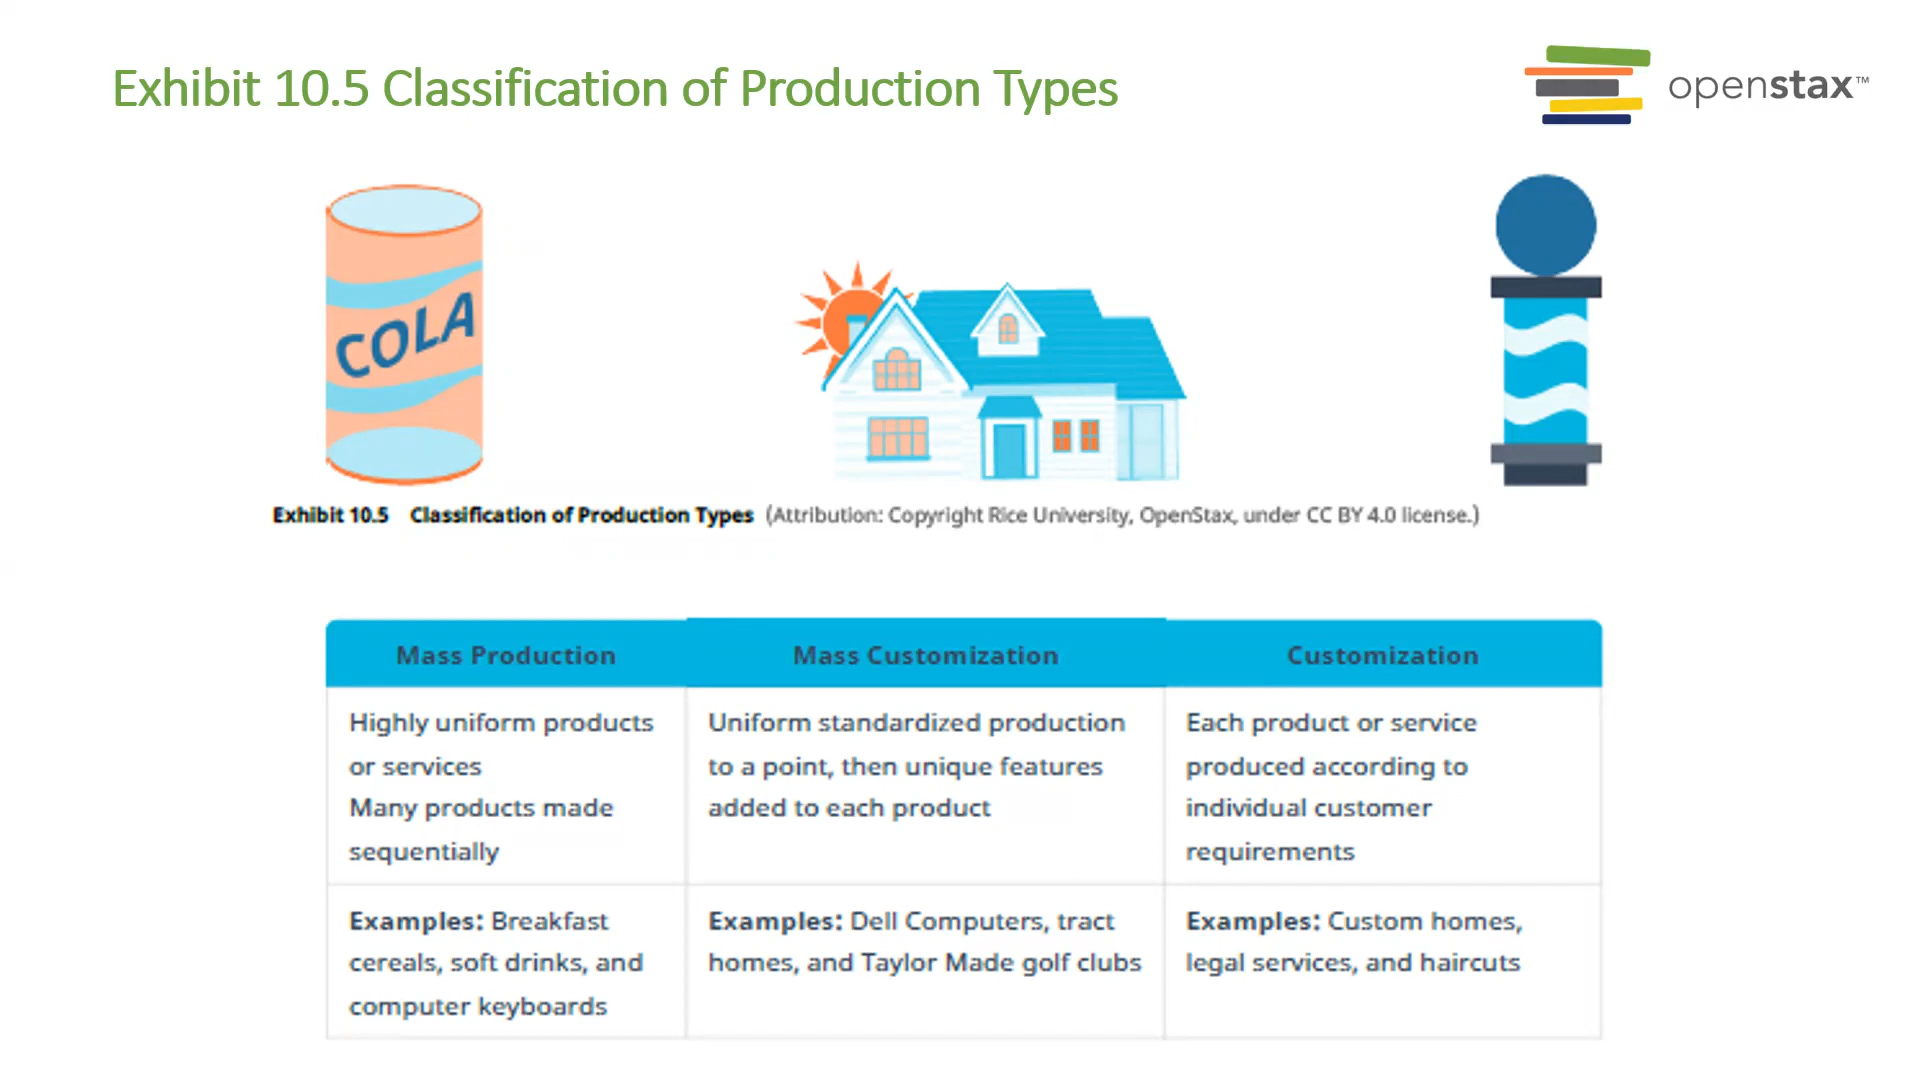 Exhibit 10.5 Classification of Production Types
openstax™
COLA
Exhibit 10.5 Classification of Production Types (Attribution: Copyright Rice University, OpenStax, under CC BY 4.0 license.)
Mass Production
Highly uniform products
or services
Many products made
sequentially
Examples: Breakfast
cereals, soft drinks, and
computer keyboards
Mass Customization
Uniform standardized production
to a point, then unique features
added to each product
Examples: Dell Computers, tract
homes, and Taylor Made golf clubs
Customization
Each product or service
produced according to
individual customer
requirements
Examples: Custom homes,
legal services, and haircuts